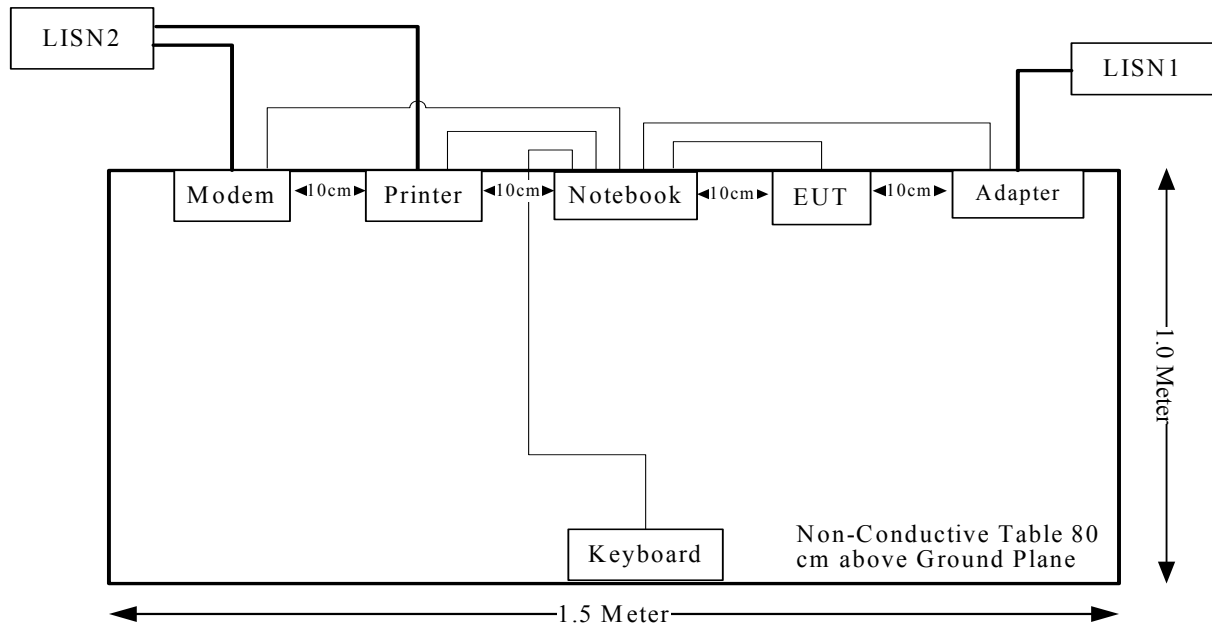 LISN2
LISN1
Modem
10cm
Printer
10cm
Notebook
10cm
EUT
10cm
Adapter
1.0 Meter
Keyboard
Non-Conductive Table 80
cm above Ground Plane
1.5 Meter